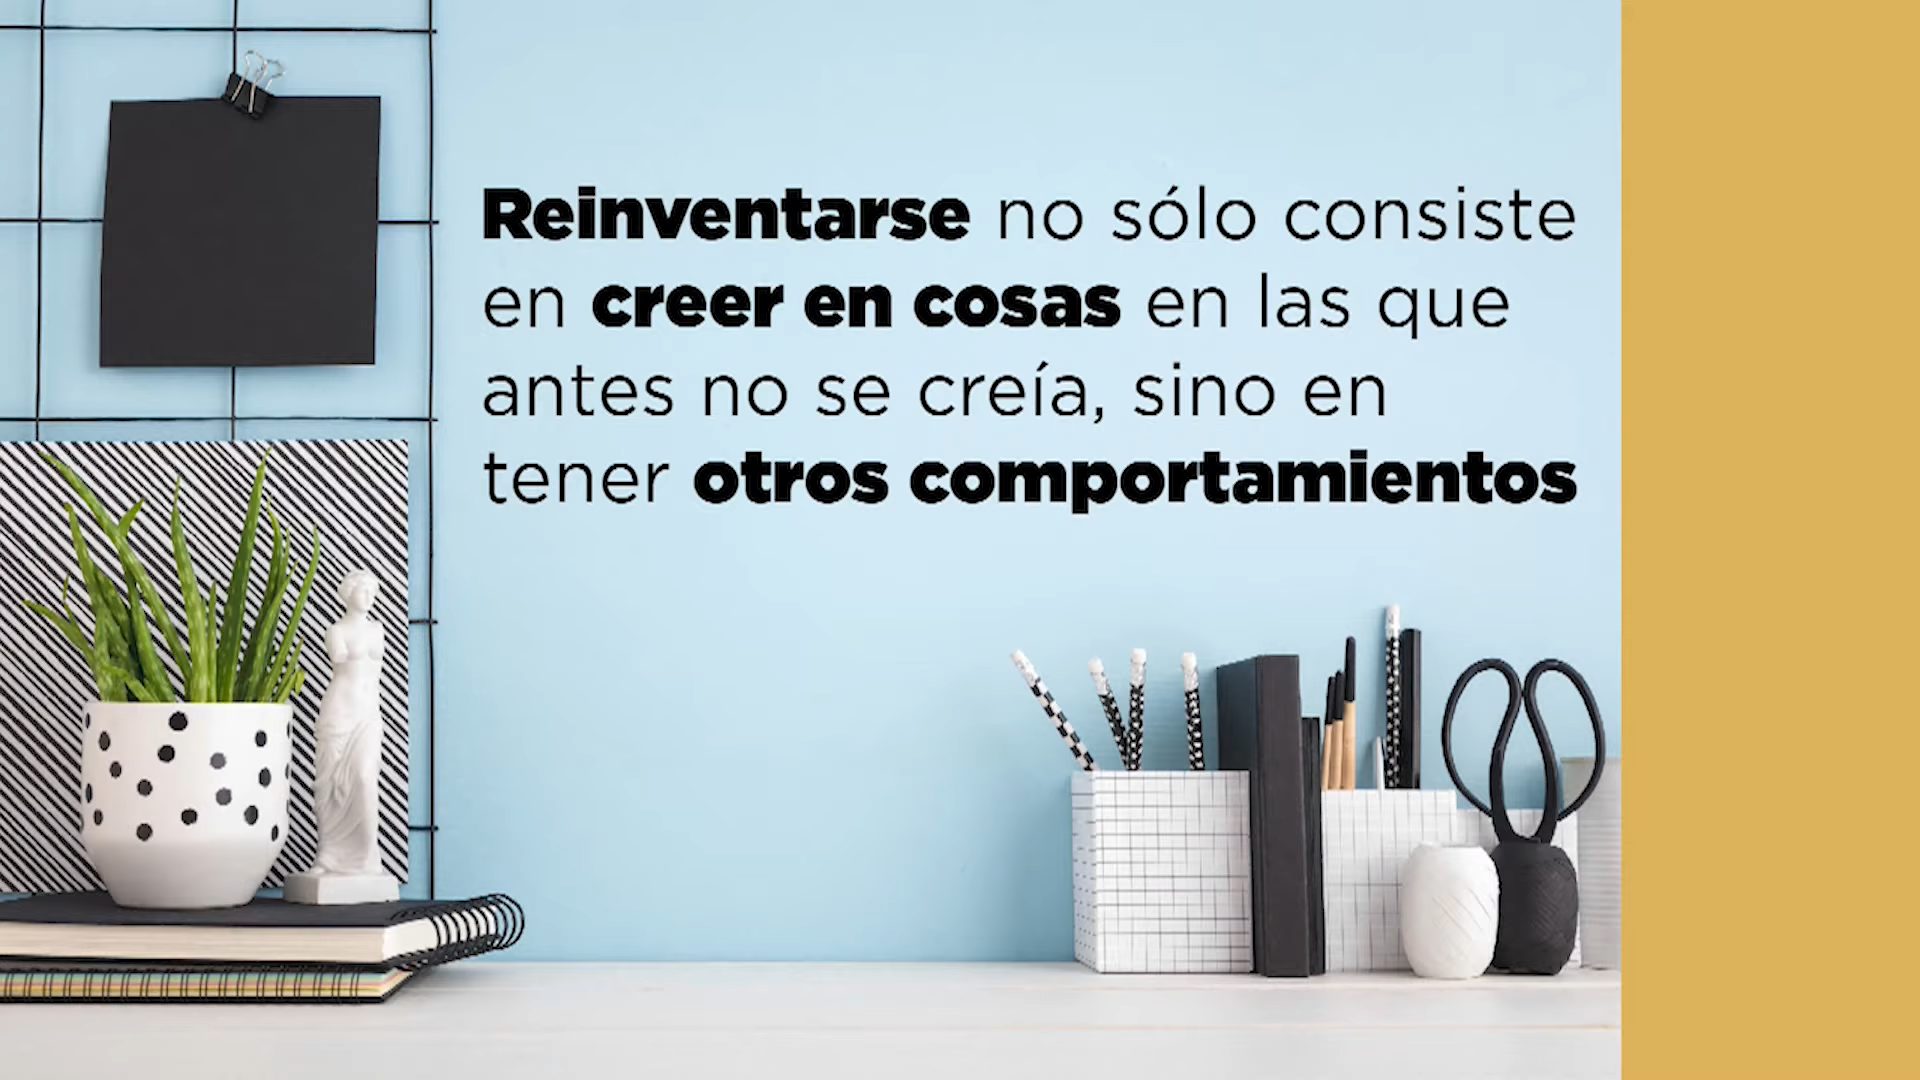 Reinventarse no sólo consiste
en creer en cosas en las que
antes no se creía, sino en
tener otros comportamientos